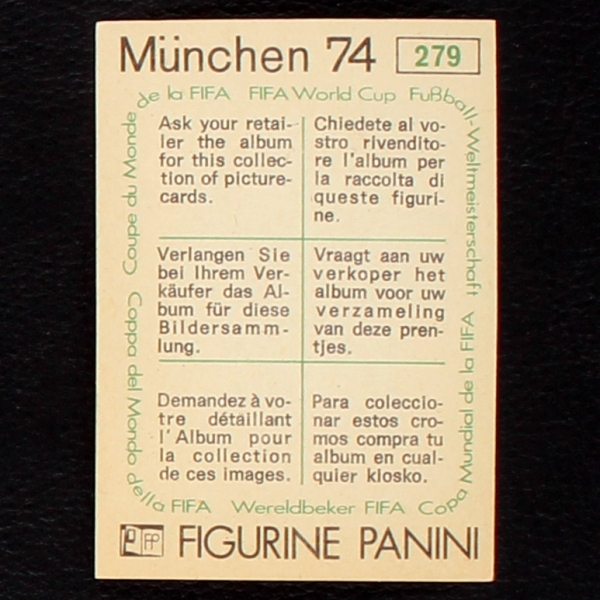 München 74 279
de la FIFA FIFA World Cup Fußball-Weltmeisterschaft
Ask your retai-
ler the album
for this collec-
tion of picture-
cards.
Chiedete al vo-
stro rivendito-
re l'album per
la raccolta di
queste figuri-
ne.
Verlangen Sie
bei Ihrem Ver-
käufer das Al-
bum für diese
Bildersamm-
lung.
Vraagt aan uw
verkoper het
album voor uw
verzameling
van deze pren-
tjes.
Demandez à vo-
tre détaillant
l'Album pour
la collection
de ces images.
Para coleccio-
nar estos cro-
mos compra tu
album en cual-
quier kiosko.
Copa Mundial de la FIFA
Wereldbeker FIFA
Coppa del Mondo della FIFA
Coupe du Monde
FP FIGURINE PANINI